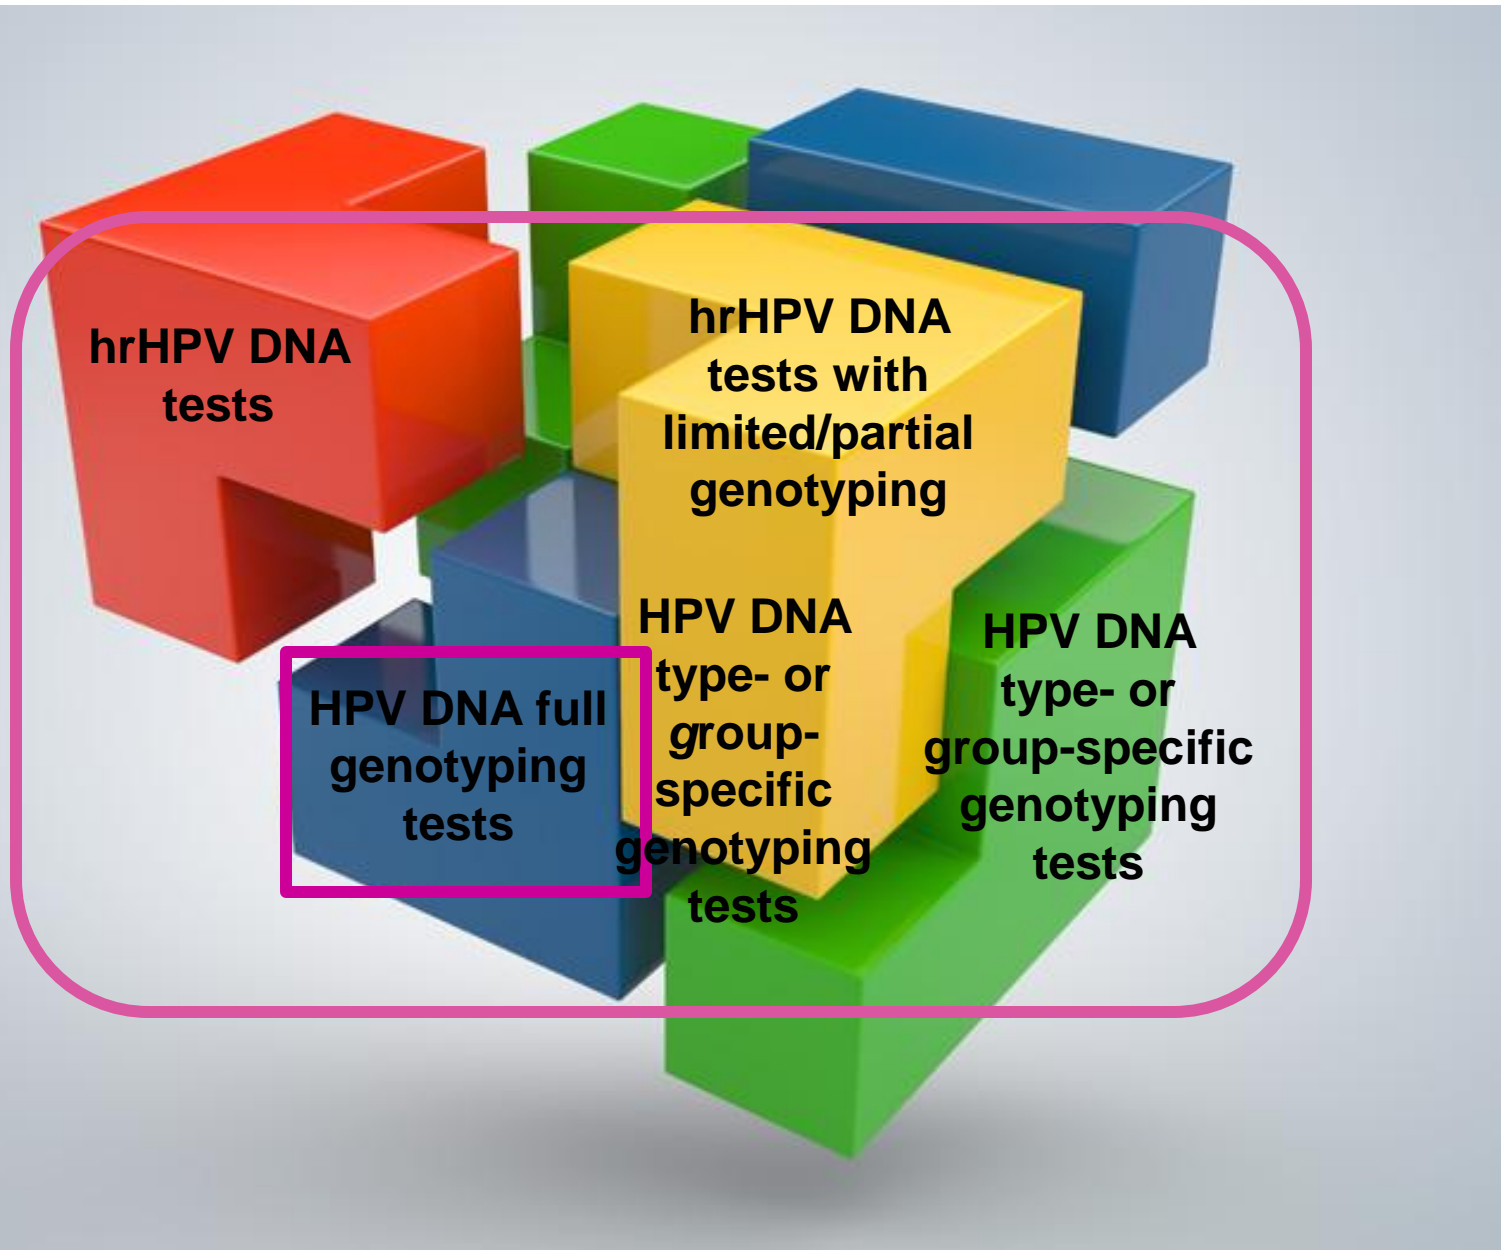 hrHPV DNA
tests
hrHPV DNA
tests with
limited/partial
genotyping
HPV DNA full
genotyping
tests
HPV DNA
type- or
group-
specific
genotyping
tests
HPV DNA
type- or
group-specific
genotyping
tests